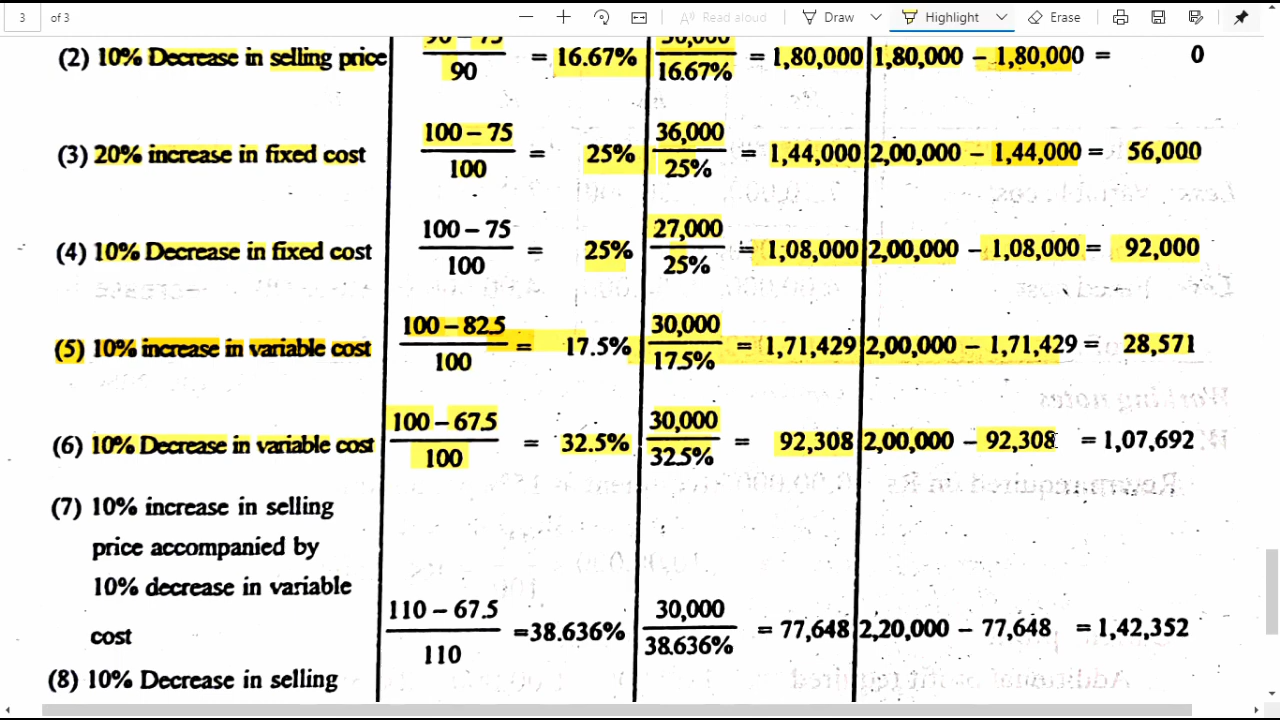 3 of 3 Read aloud Draw Highlight Erase
(2) 10% Decrease in selling price 90 – 75 / 90 = 16.67% 30,000 / 16.67% = 1,80,000 1,80,000 – 1,80,000 = 0
(3) 20% increase in fixed cost 100 – 75 / 100 = 25% 36,000 / 25% = 1,44,000 2,00,000 – 1,44,000 = 56,000
(4) 10% Decrease in fixed cost 100 – 75 / 100 = 25% 27,000 / 25% = 1,08,000 2,00,000 – 1,08,000 = 92,000
(5) 10% increase in variable cost 100 – 82.5 / 100 = 17.5% 30,000 / 17.5% = 1,71,429 2,00,000 – 1,71,429 = 28,571
(6) 10% Decrease in variable cost 100 – 67.5 / 100 = 32.5% 30,000 / 32.5% = 92,308 2,00,000 – 92,308 = 1,07,692
(7) 10% increase in selling
price accompanied by
10% decrease in variable
cost 110 – 67.5 / 110 =38.636% 30,000 / 38.636% = 77,648 2,20,000 – 77,648 = 1,42,352
(8) 10% Decrease in selling